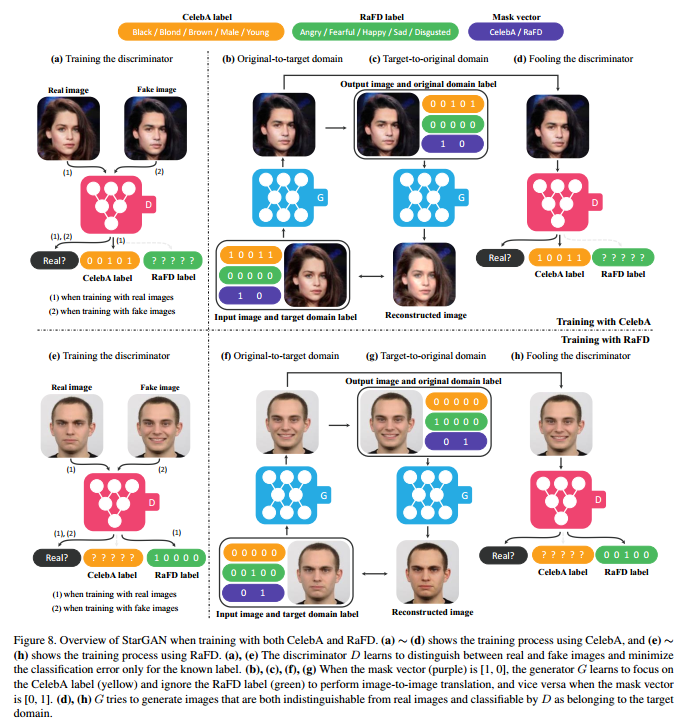 CelebA label
RaFD label
Mask vector
Black / Blond / Brown / Male / Young
Angry / Fearful / Happy / Sad / Disgusted
CelebA / RaFD
(a) Training the discriminator
(b) Original-to-target domain
(c) Target-to-original domain
(d) Fooling the discriminator
Real image
Fake image
(1)
(2)
D
(1), (2)
(1)
Real?
0 0 1 0 1
? ? ? ? ?
CelebA label
RaFD label
(1) when training with real images
(2) when training with fake images
Output image and original domain label
0 0 1 0 1
0 0 0 0 0
1 0
G
G
1 0 0 1 1
0 0 0 0 0
1 0
Input image and target domain label
Reconstructed image
D
Real?
1 0 0 1 1
? ? ? ? ?
CelebA label
RaFD label
Training with CelebA
Training with RaFD
(e) Training the discriminator
(f) Original-to-target domain
(g) Target-to-original domain
(h) Fooling the discriminator
Real image
Fake image
(1)
(2)
D
(1), (2)
(1)
Real?
? ? ? ? ?
1 0 0 0 0
CelebA label
RaFD label
(1) when training with real images
(2) when training with fake images
Output image and original domain label
0 0 0 0 0
1 0 0 0 0
0 1
G
G
0 0 0 0 0
0 0 1 0 0
0 1
Input image and target domain label
Reconstructed image
D
Real?
? ? ? ? ?
0 0 1 0 0
CelebA label
RaFD label
Figure 8. Overview of StarGAN when training with both CelebA and RaFD. (a) ∼ (d) shows the training process using CelebA, and (e) ∼
(h) shows the training process using RaFD. (a), (e) The discriminator D learns to distinguish between real and fake images and minimize
the classification error only for the known label. (b), (c), (f), (g) When the mask vector (purple) is [1, 0], the generator G learns to focus on
the CelebA label (yellow) and ignore the RaFD label (green) to perform image-to-image translation, and vice versa when the mask vector
is [0, 1]. (d), (h) G tries to generate images that are both indistinguishable from real images and classifiable by D as belonging to the target
domain.